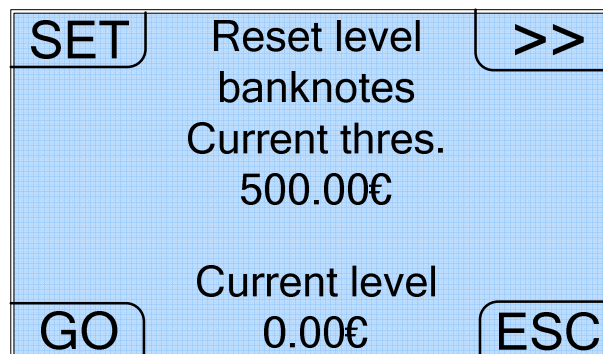 SET
Reset level
>>
banknotes
Current thres.
500.00€
Current level
GO
0.00€
ESC